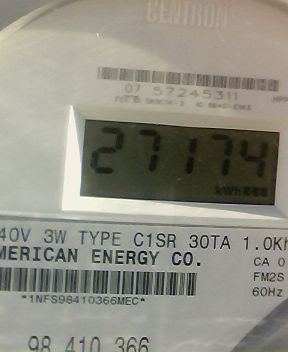 CENTRON
07 57245311
27174
kWh
40V 3W TYPE C1SR 30TA 1.0Kh
MERICAN ENERGY CO.
CA 0
FM2S
60Hz
*1NFS98410366MEC*
98 410 366